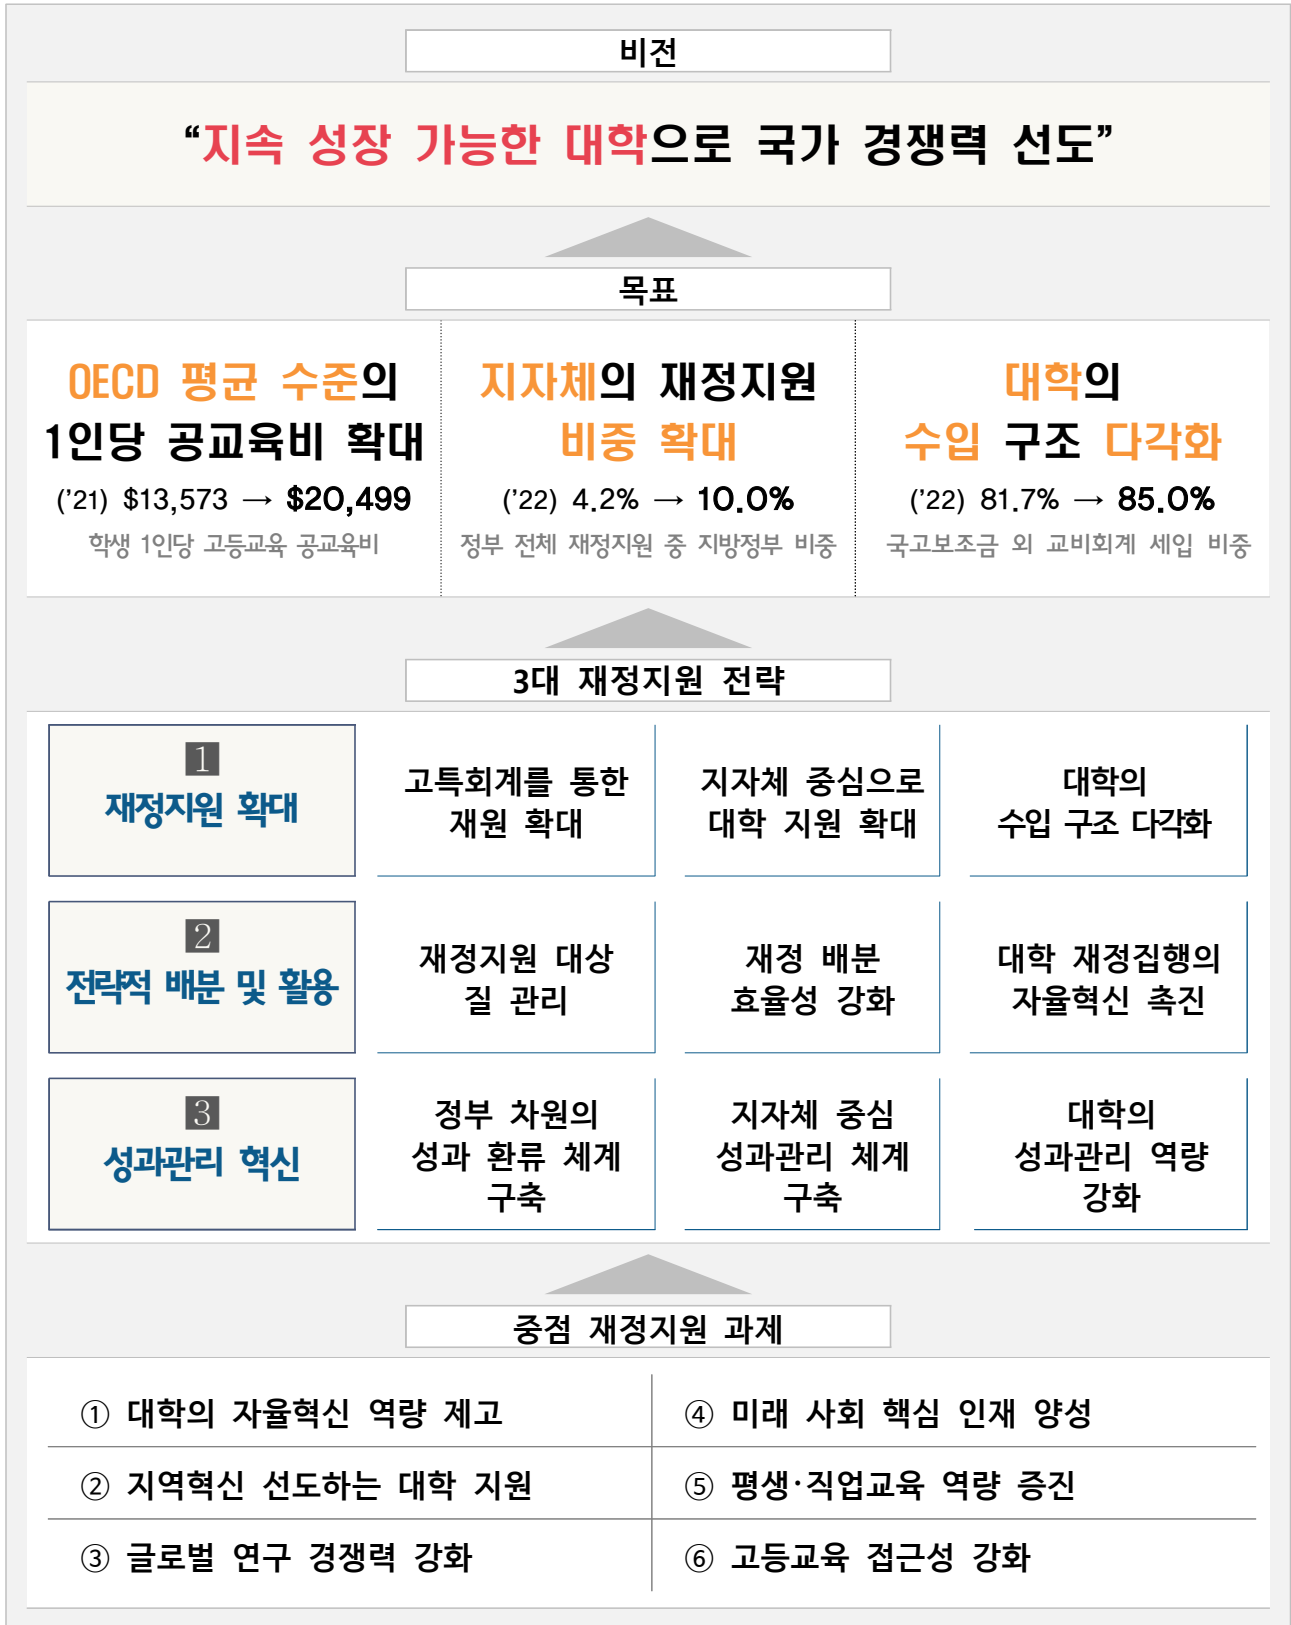 비전
“지속 성장 가능한 대학으로 국가 경쟁력 선도”
목표
OECD 평균 수준의
1인당 공교육비 확대
('21) $13,573 → $20,499
학생 1인당 고등교육 공교육비
지자체의 재정지원
비중 확대
('22) 4.2% → 10.0%
정부 전체 재정지원 중 지방정부 비중
대학의
수입 구조 다각화
('22) 81.7% → 85.0%
국고보조금 외 교비회계 세입 비중
3대 재정지원 전략
1
재정지원 확대
고특회계를 통한
재원 확대
지자체 중심으로
대학 지원 확대
대학의
수입 구조 다각화
2
전략적 배분 및 활용
재정지원 대상
질 관리
재정 배분
효율성 강화
대학 재정집행의
자율혁신 촉진
3
성과관리 혁신
정부 차원의
성과 환류 체계
구축
지자체 중심
성과관리 체계
구축
대학의
성과관리 역량
강화
중점 재정지원 과제
① 대학의 자율혁신 역량 제고
② 지역혁신 선도하는 대학 지원
③ 글로벌 연구 경쟁력 강화
④ 미래 사회 핵심 인재 양성
⑤ 평생·직업교육 역량 증진
⑥ 고등교육 접근성 강화